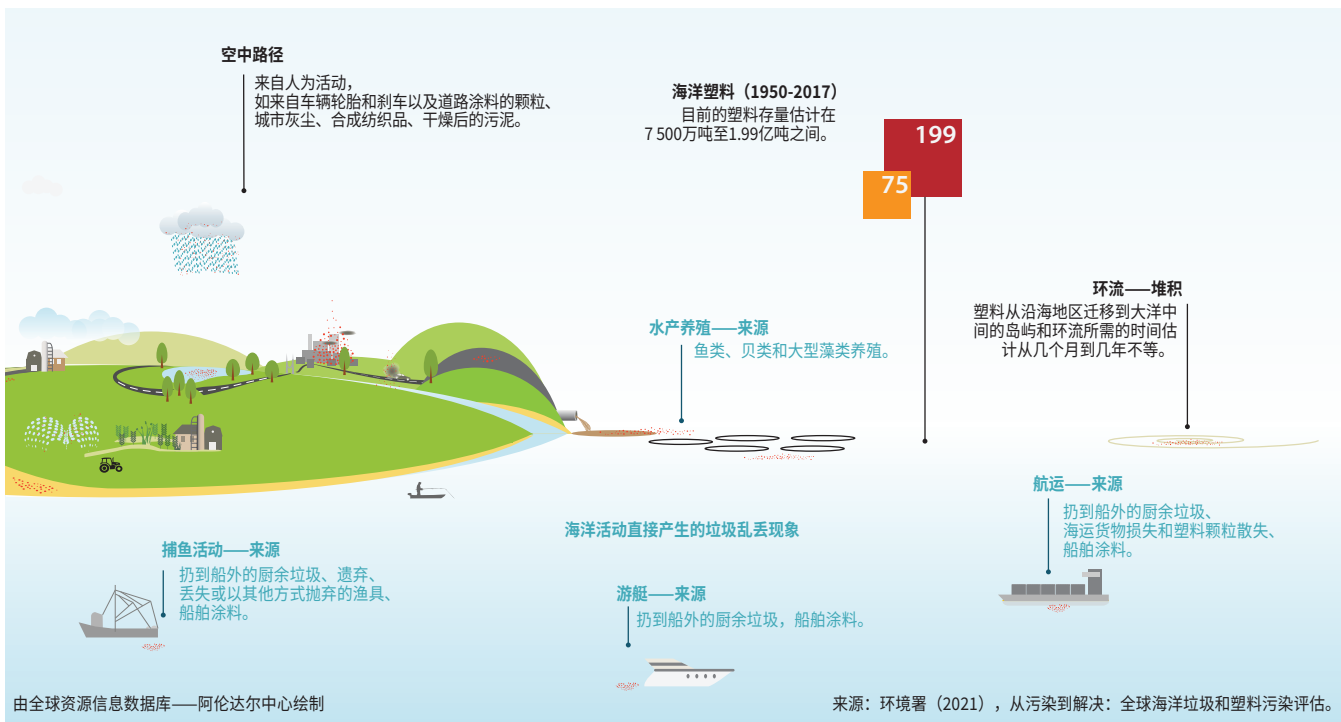 空中路径
来自人为活动，
如来自车辆轮胎和刹车以及道路涂料的颗粒、
城市灰尘、合成纺织品、干燥后的污泥。
海洋塑料（1950-2017）
目前的塑料存量估计在
7 500万吨至1.99亿吨之间。
199
75
环流——堆积
塑料从沿海地区迁移到大洋中
间的岛屿和环流所需的时间估
计从几个月到几年不等。
水产养殖——来源
鱼类、贝类和大型藻类养殖。
航运——来源
扔到船外的厨余垃圾、
海运货物损失和塑料颗粒散失、
船舶涂料。
海洋活动直接产生的垃圾乱丢现象
捕鱼活动——来源
扔到船外的厨余垃圾、遗弃、
丢失或以其他方式抛弃的渔具、
船舶涂料。
游艇——来源
扔到船外的厨余垃圾，船舶涂料。
由全球资源信息数据库——阿伦达尔中心绘制
来源：环境署（2021），从污染到解决：全球海洋垃圾和塑料污染评估。